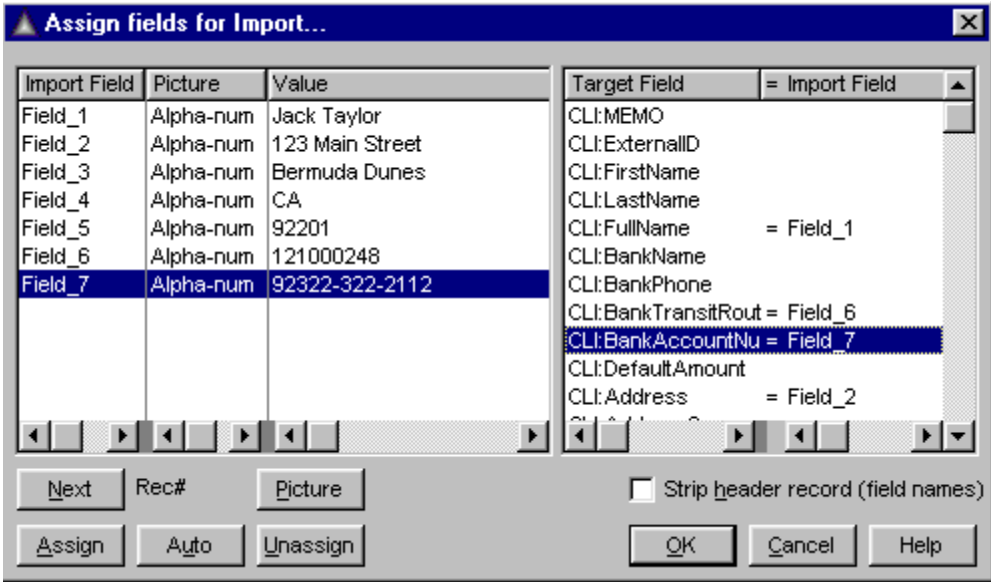 Assign fields for Import...
Import Field Picture Value
Field_1 Alpha-num Jack Taylor
Field_2 Alpha-num 123 Main Street
Field_3 Alpha-num Bermuda Dunes
Field_4 Alpha-num CA
Field_5 Alpha-num 92201
Field_6 Alpha-num 121000248
Field_7 Alpha-num 92322-322-2112
Target Field = Import Field
CLI:MEMO
CLI:ExternalID
CLI:FirstName
CLI:LastName
CLI:FullName = Field_1
CLI:BankName
CLI:BankPhone
CLI:BankTransitRout = Field_6
CLI:BankAccountNu = Field_7
CLI:DefaultAmount
CLI:Address = Field_2
Next Rec# Picture
Strip header record (field names)
Assign Auto Unassign
OK Cancel Help